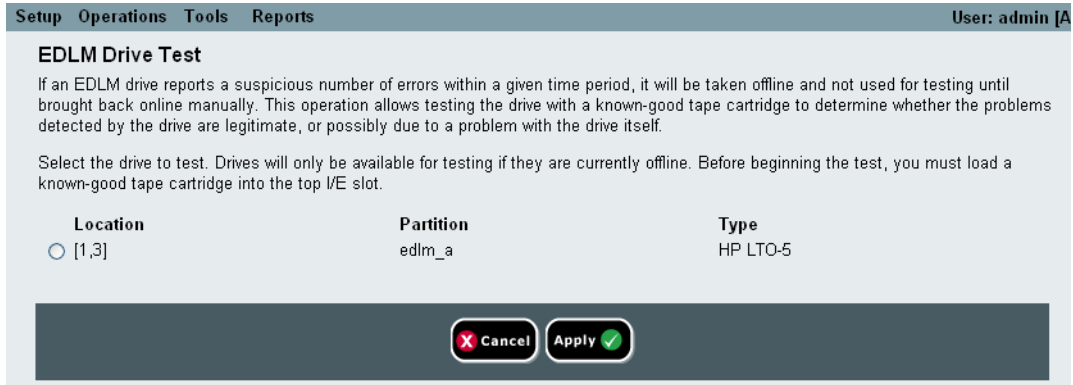 Setup Operations Tools Reports User: admin [A
EDLM Drive Test
If an EDLM drive reports a suspicious number of errors within a given time period, it will be taken offline and not used for testing until
brought back online manually. This operation allows testing the drive with a known-good tape cartridge to determine whether the problems
detected by the drive are legitimate, or possibly due to a problem with the drive itself.
Select the drive to test. Drives will only be available for testing if they are currently offline. Before beginning the test, you must load a
known-good tape cartridge into the top I/E slot.
Location Partition Type
[1,3] edlm_a HP LTO-5
Cancel Apply